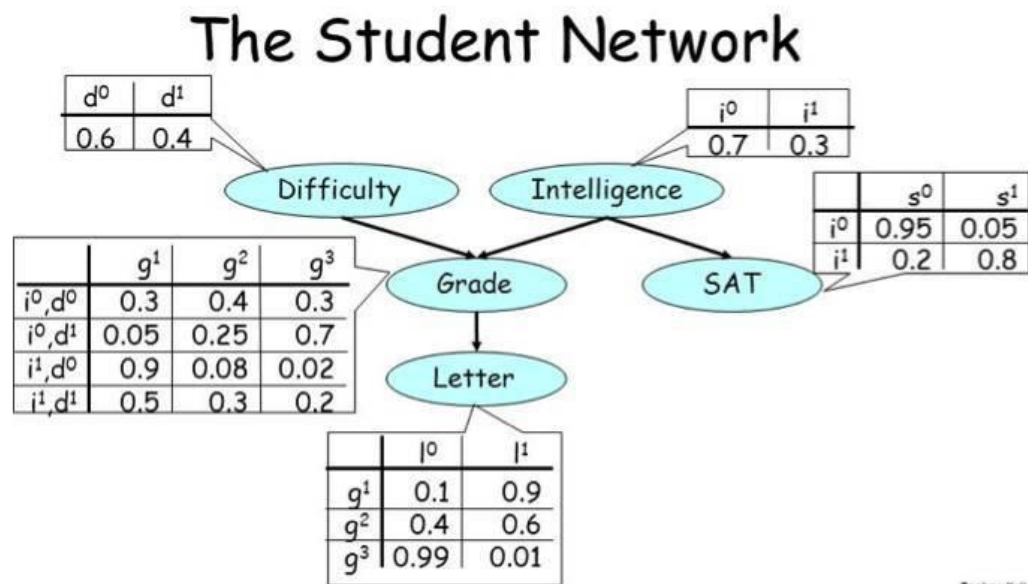 The Student Network
d⁰ d¹
0.6 0.4
i⁰ i¹
0.7 0.3
Difficulty
Intelligence
s⁰ s¹
i⁰ 0.95 0.05
i¹ 0.2 0.8
g¹ g² g³
i⁰,d⁰ 0.3 0.4 0.3
i⁰,d¹ 0.05 0.25 0.7
i¹,d⁰ 0.9 0.08 0.02
i¹,d¹ 0.5 0.3 0.2
Grade
SAT
Letter
l⁰ l¹
g¹ 0.1 0.9
g² 0.4 0.6
g³ 0.99 0.01